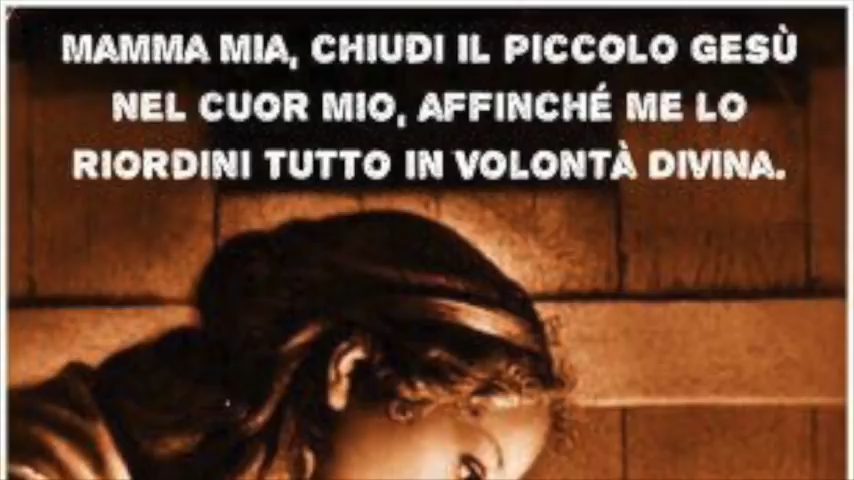 MAMMA MIA, CHIUDI IL PICCOLO GESÙ
NEL CUOR MIO, AFFINCHÉ ME LO
RIORDINI TUTTO IN VOLONTÀ DIVINA.